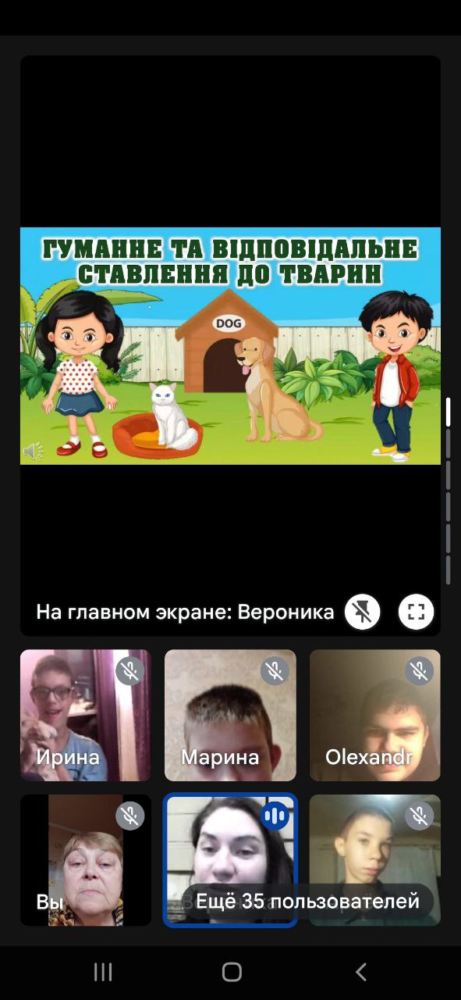 ГУМАННЕ ТА ВІДПОВІДАЛЬНЕ
СТАВЛЕННЯ ДО ТВАРИН
DOG
На главном экране: Вероника
Ирина
Марина
Olexandr
Вы
Ещё 35 пользователей